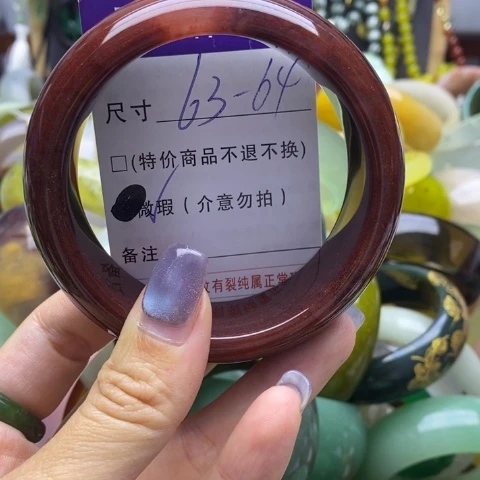 尺寸 63-64
□(特价商品不退不换)
微瑕(介意勿拍)
备注
有裂纯属正常